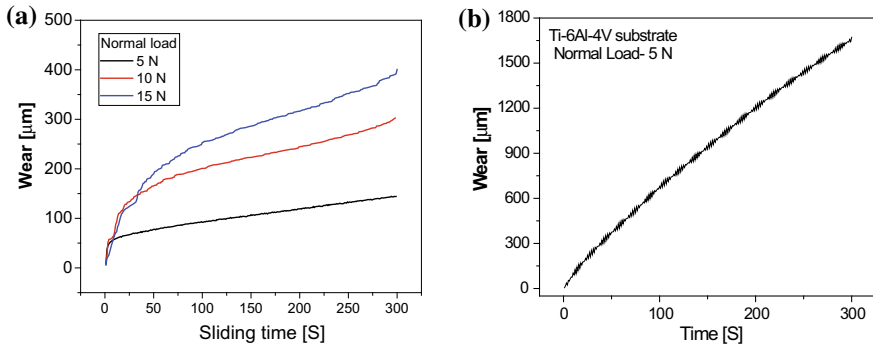 (a)
500
400
300
200
100
0
Wear [μm]
Normal load
5 N
10 N
15 N
0 50 100 150 200 250 300
Sliding time [S]
(b)
1800
1500
1200
900
600
300
0
Wear [μm]
Ti-6Al-4V substrate
Normal Load- 5 N
0 100 200 300
Time [S]